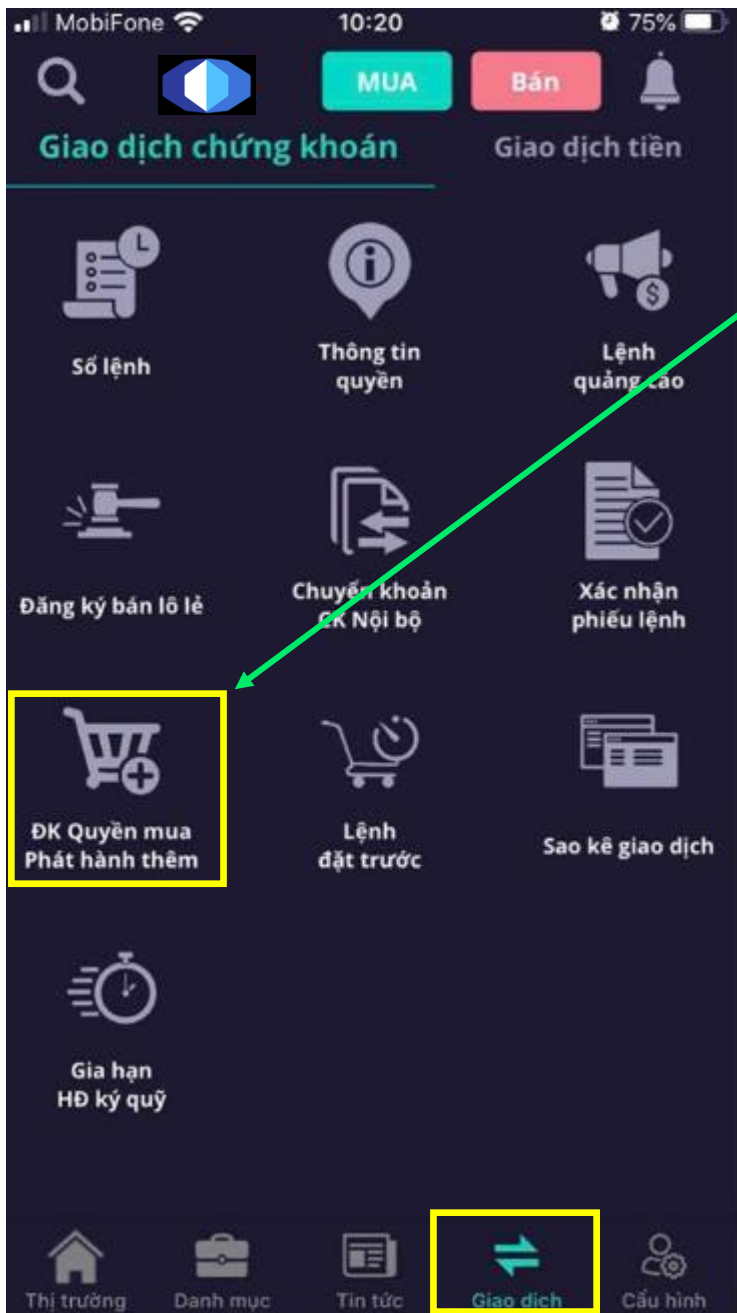 MobiFone 10:20 75%
MUA Bán
Giao dịch chứng khoán Giao dịch tiền
Sổ lệnh
Thông tin
quyền
Lệnh
quảng cáo
Đăng ký bán lô lẻ
Chuyển khoản
CK Nội bộ
Xác nhận
phiếu lệnh
ĐK Quyền mua
Phát hành thêm
Lệnh
đặt trước
Sao kê giao dịch
Gia hạn
HĐ ký quỹ
Thị trường Danh mục Tin tức Giao dịch Cấu hình